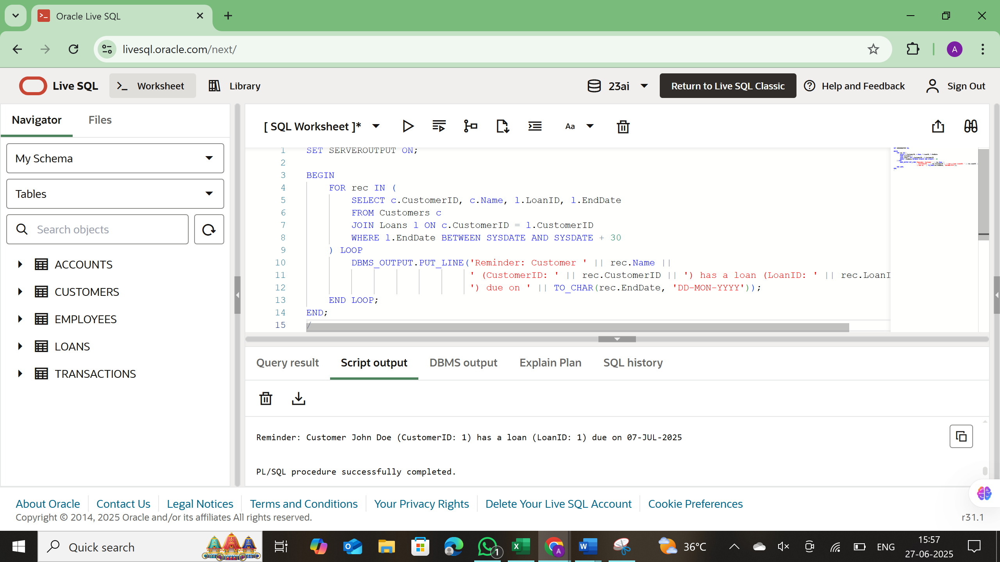 Oracle Live SQL
livesql.oracle.com/next/
A
Live SQL
Worksheet
Library
23ai
Return to Live SQL Classic
Help and Feedback
Sign Out
Navigator
Files
My Schema
Tables
Search objects
ACCOUNTS
CUSTOMERS
EMPLOYEES
LOANS
TRANSACTIONS
[ SQL Worksheet ]*
Aa
1 SET SERVEROUTPUT ON;
2
3 BEGIN
4 FOR rec IN (
5 SELECT c.CustomerID, c.Name, l.LoanID, l.EndDate
6 FROM Customers c
7 JOIN Loans l ON c.CustomerID = l.CustomerID
8 WHERE l.EndDate BETWEEN SYSDATE AND SYSDATE + 30
9 ) LOOP
10 DBMS_OUTPUT.PUT_LINE('Reminder: Customer ' || rec.Name ||
11 ' (CustomerID: ' || rec.CustomerID || ') has a loan (LoanID: ' || rec.LoanI
12 ') due on ' || TO_CHAR(rec.EndDate, 'DD-MON-YYYY'));
13 END LOOP;
14 END;
15 /
Query result
Script output
DBMS output
Explain Plan
SQL history
Reminder: Customer John Doe (CustomerID: 1) has a loan (LoanID: 1) due on 07-JUL-2025
PL/SQL procedure successfully completed.
About Oracle
Contact Us
Legal Notices
Terms and Conditions
Your Privacy Rights
Delete Your Live SQL Account
Cookie Preferences
Copyright © 2014, 2025 Oracle and/or its affiliates All rights reserved.
r31.1
Quick search
1
36°C
ENG
15:57
27-06-2025